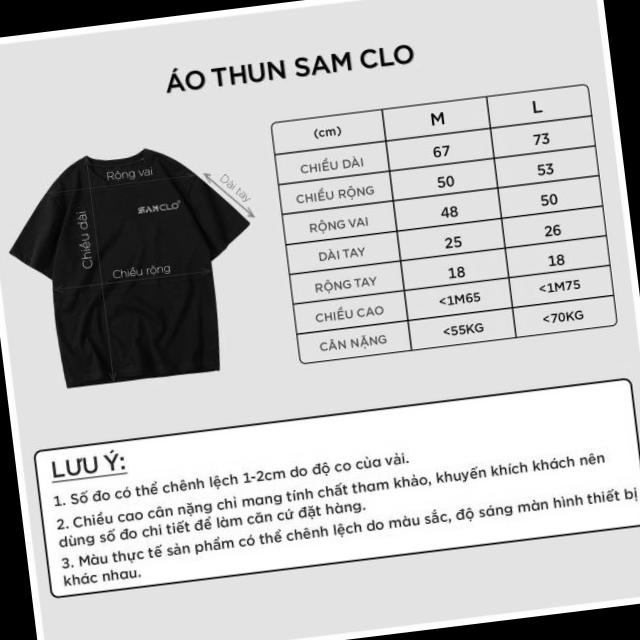 ÁO THUN SAM CLO
Rộng vai
Dài tay
SAMCLO
Chiều dài
Chiều rộng
(cm) M L
CHIỀU DÀI 67 73
CHIỀU RỘNG 50 53
RỘNG VAI 48 50
DÀI TAY 25 26
RỘNG TAY 18 18
CHIỀU CAO <1M65 <1M75
CÂN NẶNG <55KG <70KG
LƯU Ý:
1. Số đo có thể chênh lệch 1-2cm do độ co của vải.
2. Chiều cao cân nặng chỉ mang tính chất tham khảo, khuyến khích khách nên
dùng số đo chi tiết để làm căn cứ đặt hàng.
3. Màu thực tế sản phẩm có thể chênh lệch do màu sắc, độ sáng màn hình thiết bị
khác nhau.